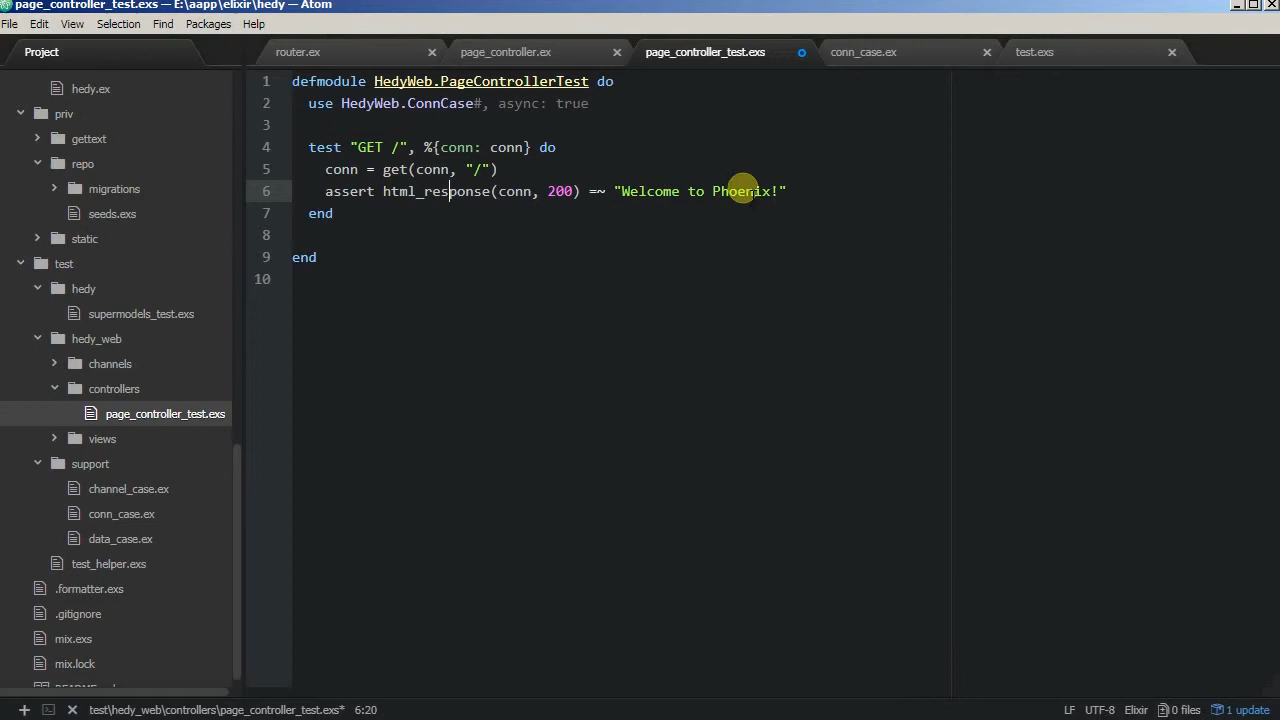 page_controller_test.exs — E:\aapp\elixir\hedy — Atom
File Edit View Selection Find Packages Help
Project
router.ex
page_controller.ex
page_controller_test.exs
conn_case.ex
test.exs
hedy.ex
priv
gettext
repo
migrations
seeds.exs
static
test
hedy
supermodels_test.exs
hedy_web
channels
controllers
page_controller_test.exs
views
support
channel_case.ex
conn_case.ex
data_case.ex
test_helper.exs
.formatter.exs
.gitignore
mix.exs
mix.lock
1 defmodule HedyWeb.PageControllerTest do
2 use HedyWeb.ConnCase#, async: true
3
4 test "GET /", %{conn: conn} do
5 conn = get(conn, "/")
6 assert html_response(conn, 200) =~ "Welcome to Phoenix!"
7 end
8
9 end
10
test\hedy_web\controllers\page_controller_test.exs* 6:20
LF UTF-8 Elixir 0 files 1 update